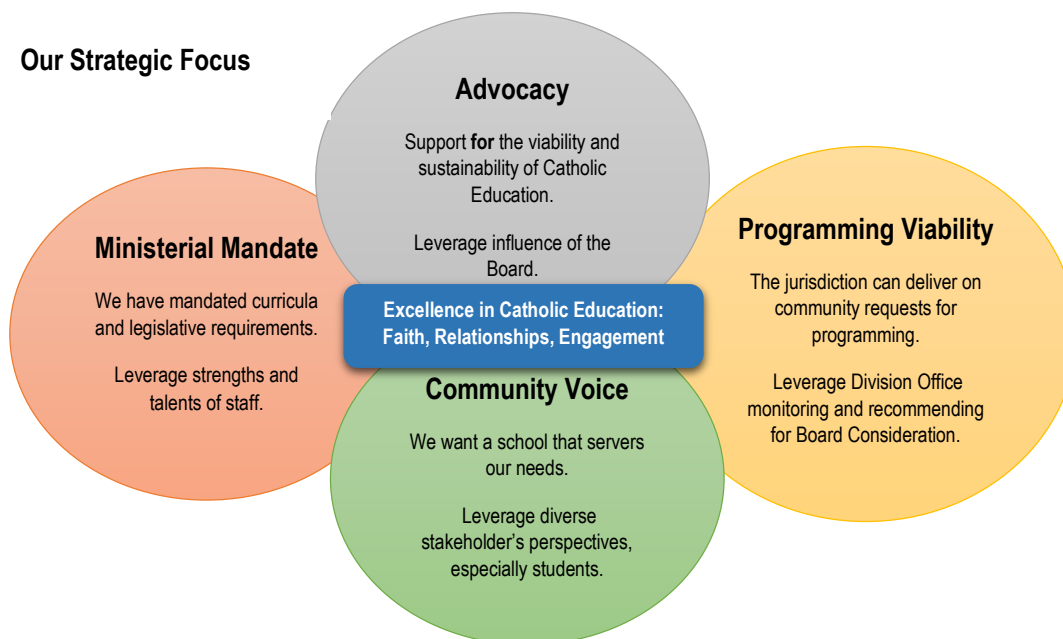 Our Strategic Focus
Advocacy
Support for the viability and
sustainability of Catholic
Education.
Leverage influence of the
Board.
Ministerial Mandate
We have mandated curricula
and legislative requirements.
Leverage strengths and
talents of staff.
Programming Viability
The jurisdiction can deliver on
community requests for
programming.
Leverage Division Office
monitoring and recommending
for Board Consideration.
Excellence in Catholic Education:
Faith, Relationships, Engagement
Community Voice
We want a school that servers
our needs.
Leverage diverse
stakeholder’s perspectives,
especially students.